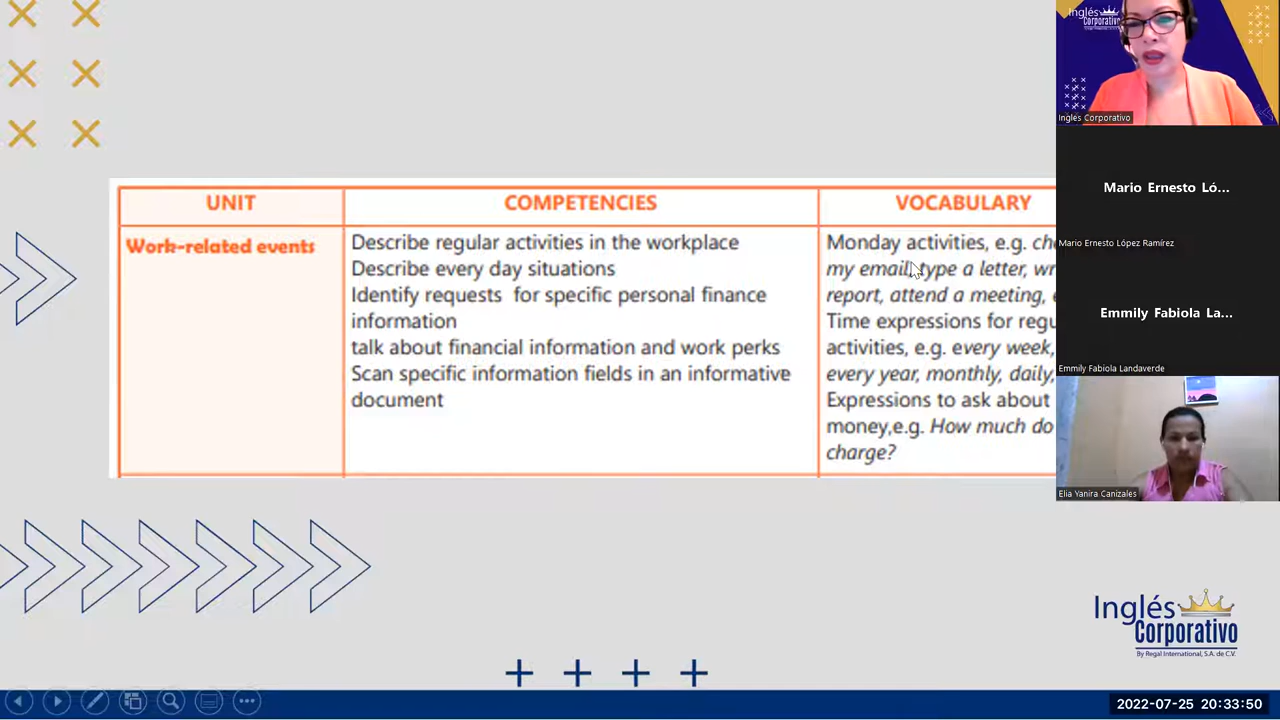 UNIT
COMPETENCIES
VOCABULARY
Work-related events
Describe regular activities in the workplace
Describe every day situations
Identify requests for specific personal finance
information
talk about financial information and work perks
Scan specific information fields in an informative
document
Monday activities, e.g.
my email, type a letter,
report, attend a meeting,
Time expressions for
activities, e.g. every week,
every year, monthly, daily,
Expressions to ask about
money,e.g. How much do
charge?
Inglés
Corporativo
Inglés Corporativo
Mario Ernesto Ló...
Mario Ernesto López Ramírez
Emmily Fabiola La...
Emmily Fabiola Landaverde
Elia Yanira Canizales
Inglés
Corporativo
By Regal International, S.A. de C.V.
2022-07-25 20:33:50